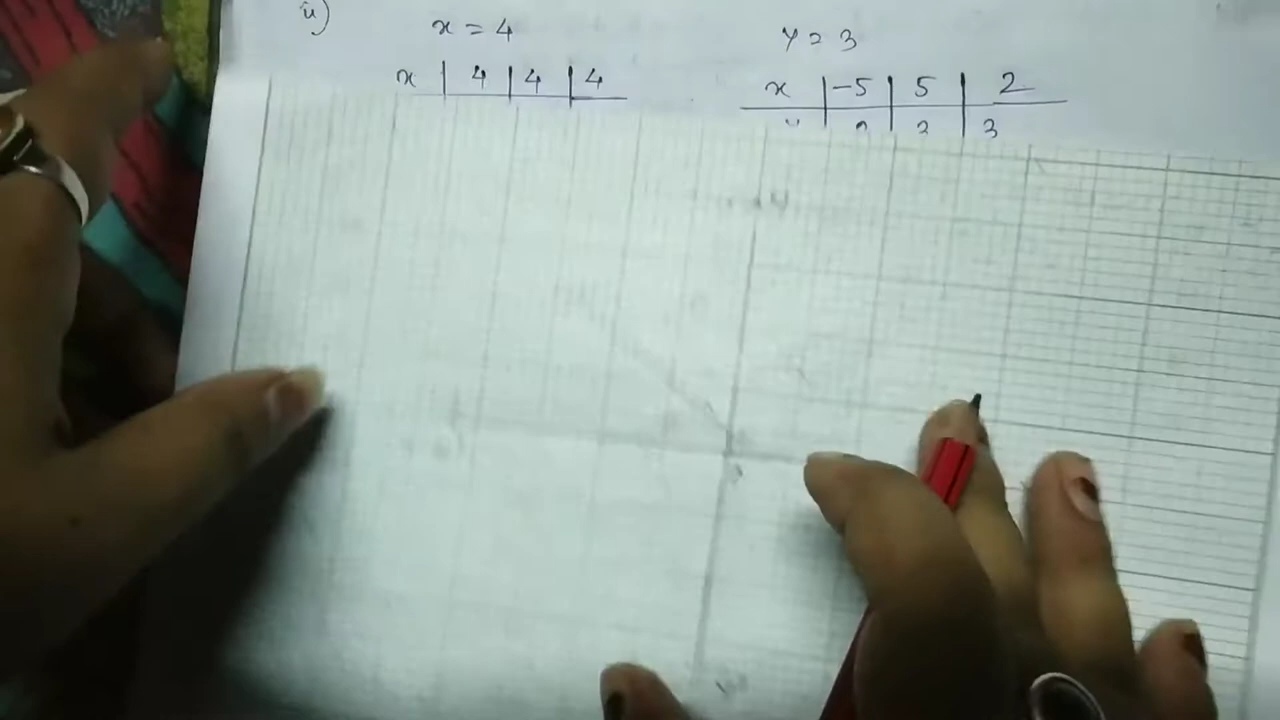 ii)
x = 4
y = 3
x | 4 | 4 | 4
x | -5 | 5 | 2
3